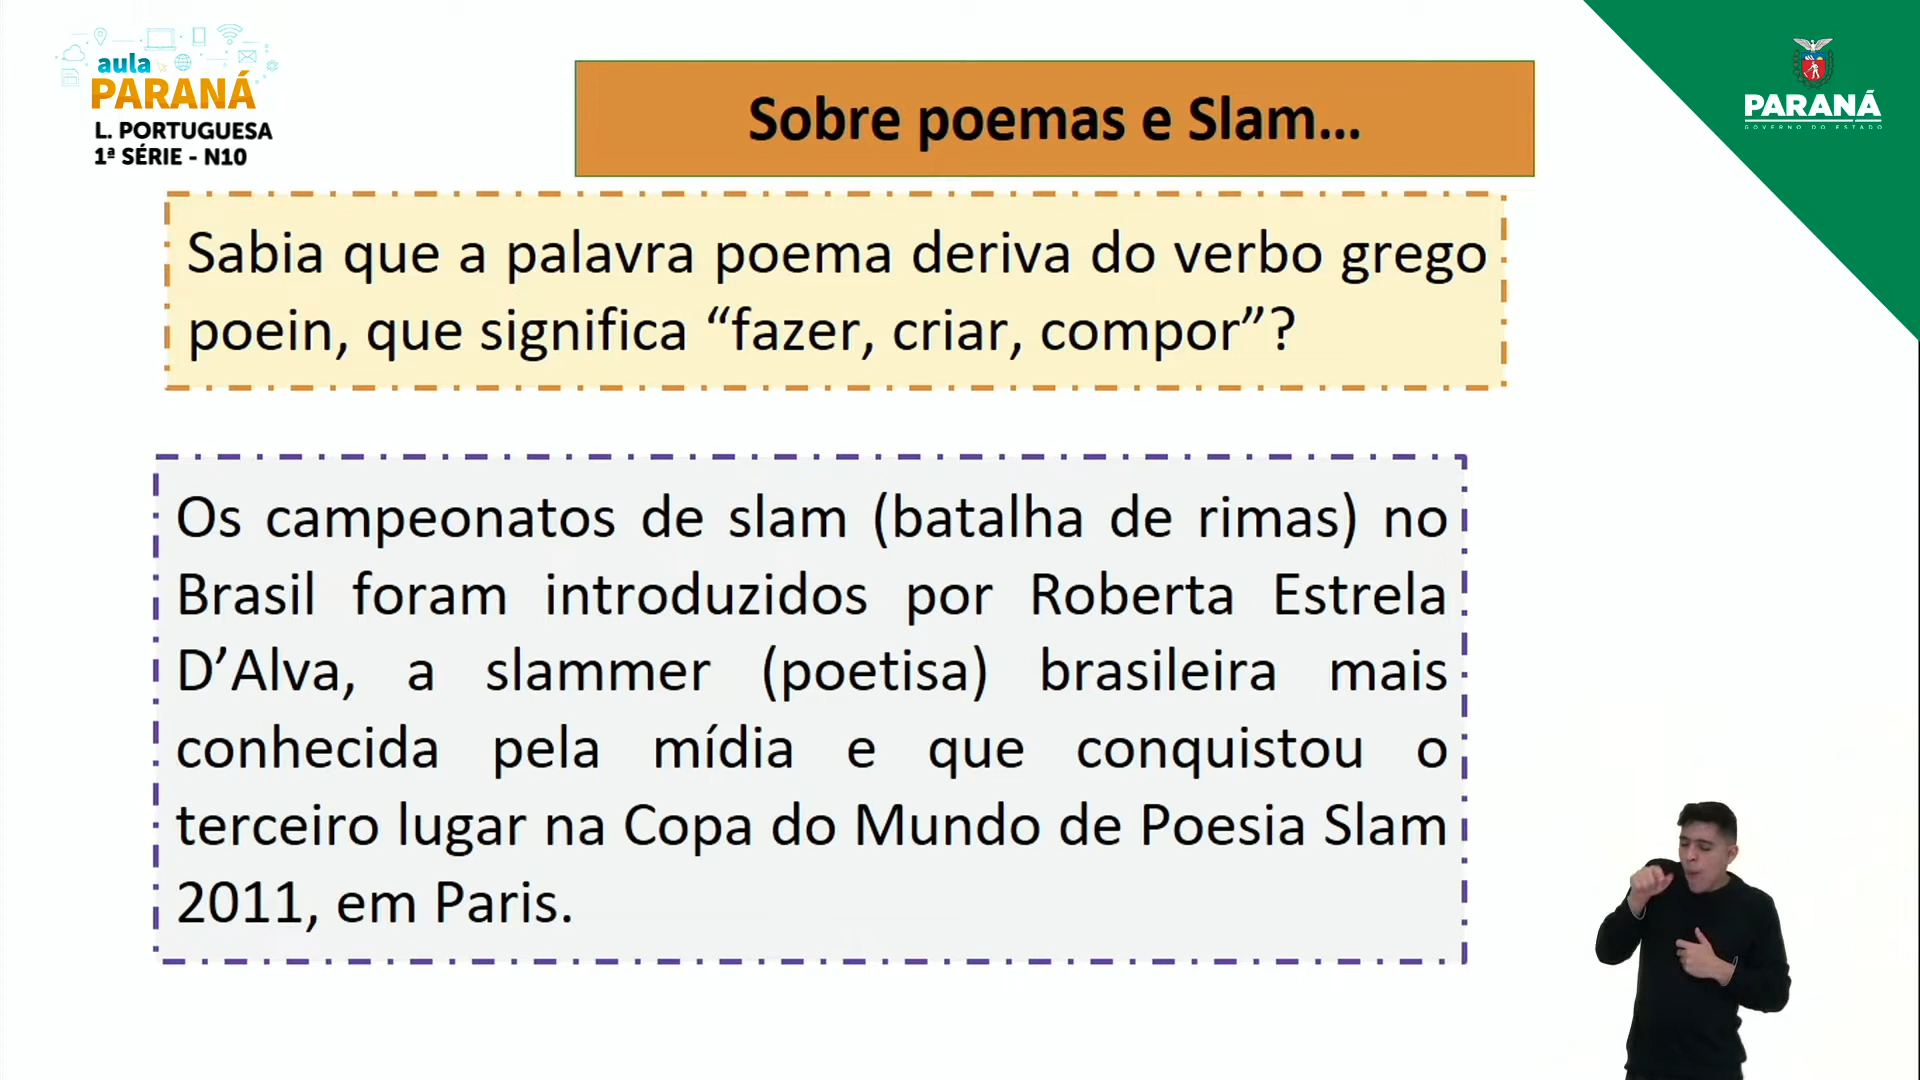 aula
PARANÁ
L. PORTUGUESA
1ª SÉRIE - N10
Sobre poemas e Slam...
PARANÁ
GOVERNO DO ESTADO
Sabia que a palavra poema deriva do verbo grego
poein, que significa “fazer, criar, compor”?
Os campeonatos de slam (batalha de rimas) no
Brasil foram introduzidos por Roberta Estrela
D’Alva, a slammer (poetisa) brasileira mais
conhecida pela mídia e que conquistou o
terceiro lugar na Copa do Mundo de Poesia Slam
2011, em Paris.